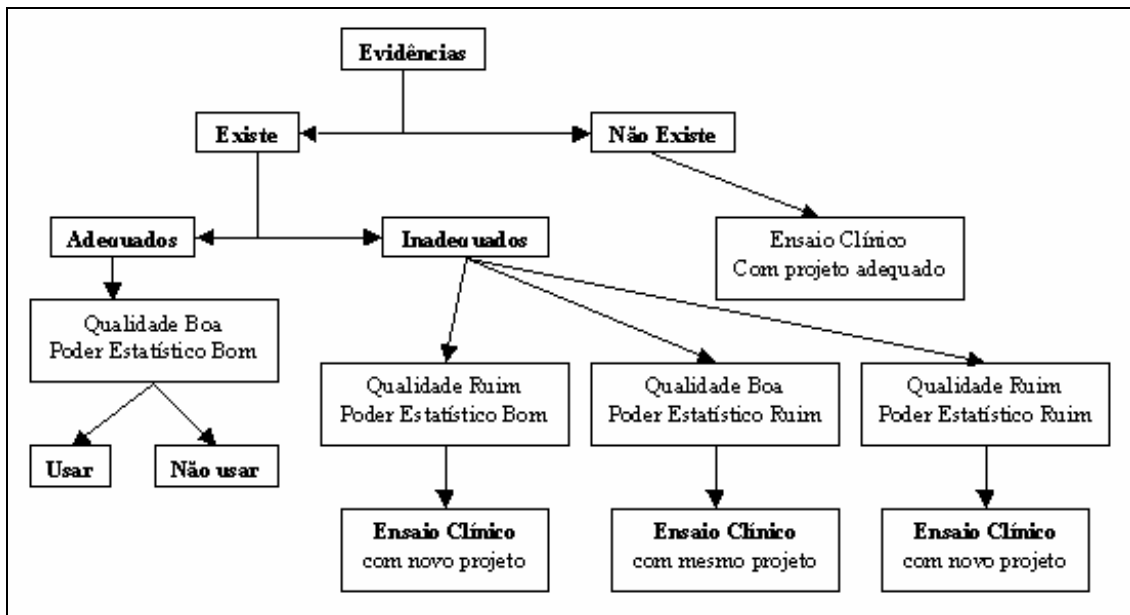 Evidências
Existe
Não Existe
Adequados
Inadequados
Ensaio Clínico
Com projeto adequado
Qualidade Boa
Poder Estatístico Bom
Qualidade Ruim
Poder Estatístico Bom
Qualidade Boa
Poder Estatístico Ruim
Qualidade Ruim
Poder Estatístico Ruim
Usar
Não usar
Ensaio Clínico
com novo projeto
Ensaio Clínico
com mesmo projeto
Ensaio Clínico
com novo projeto